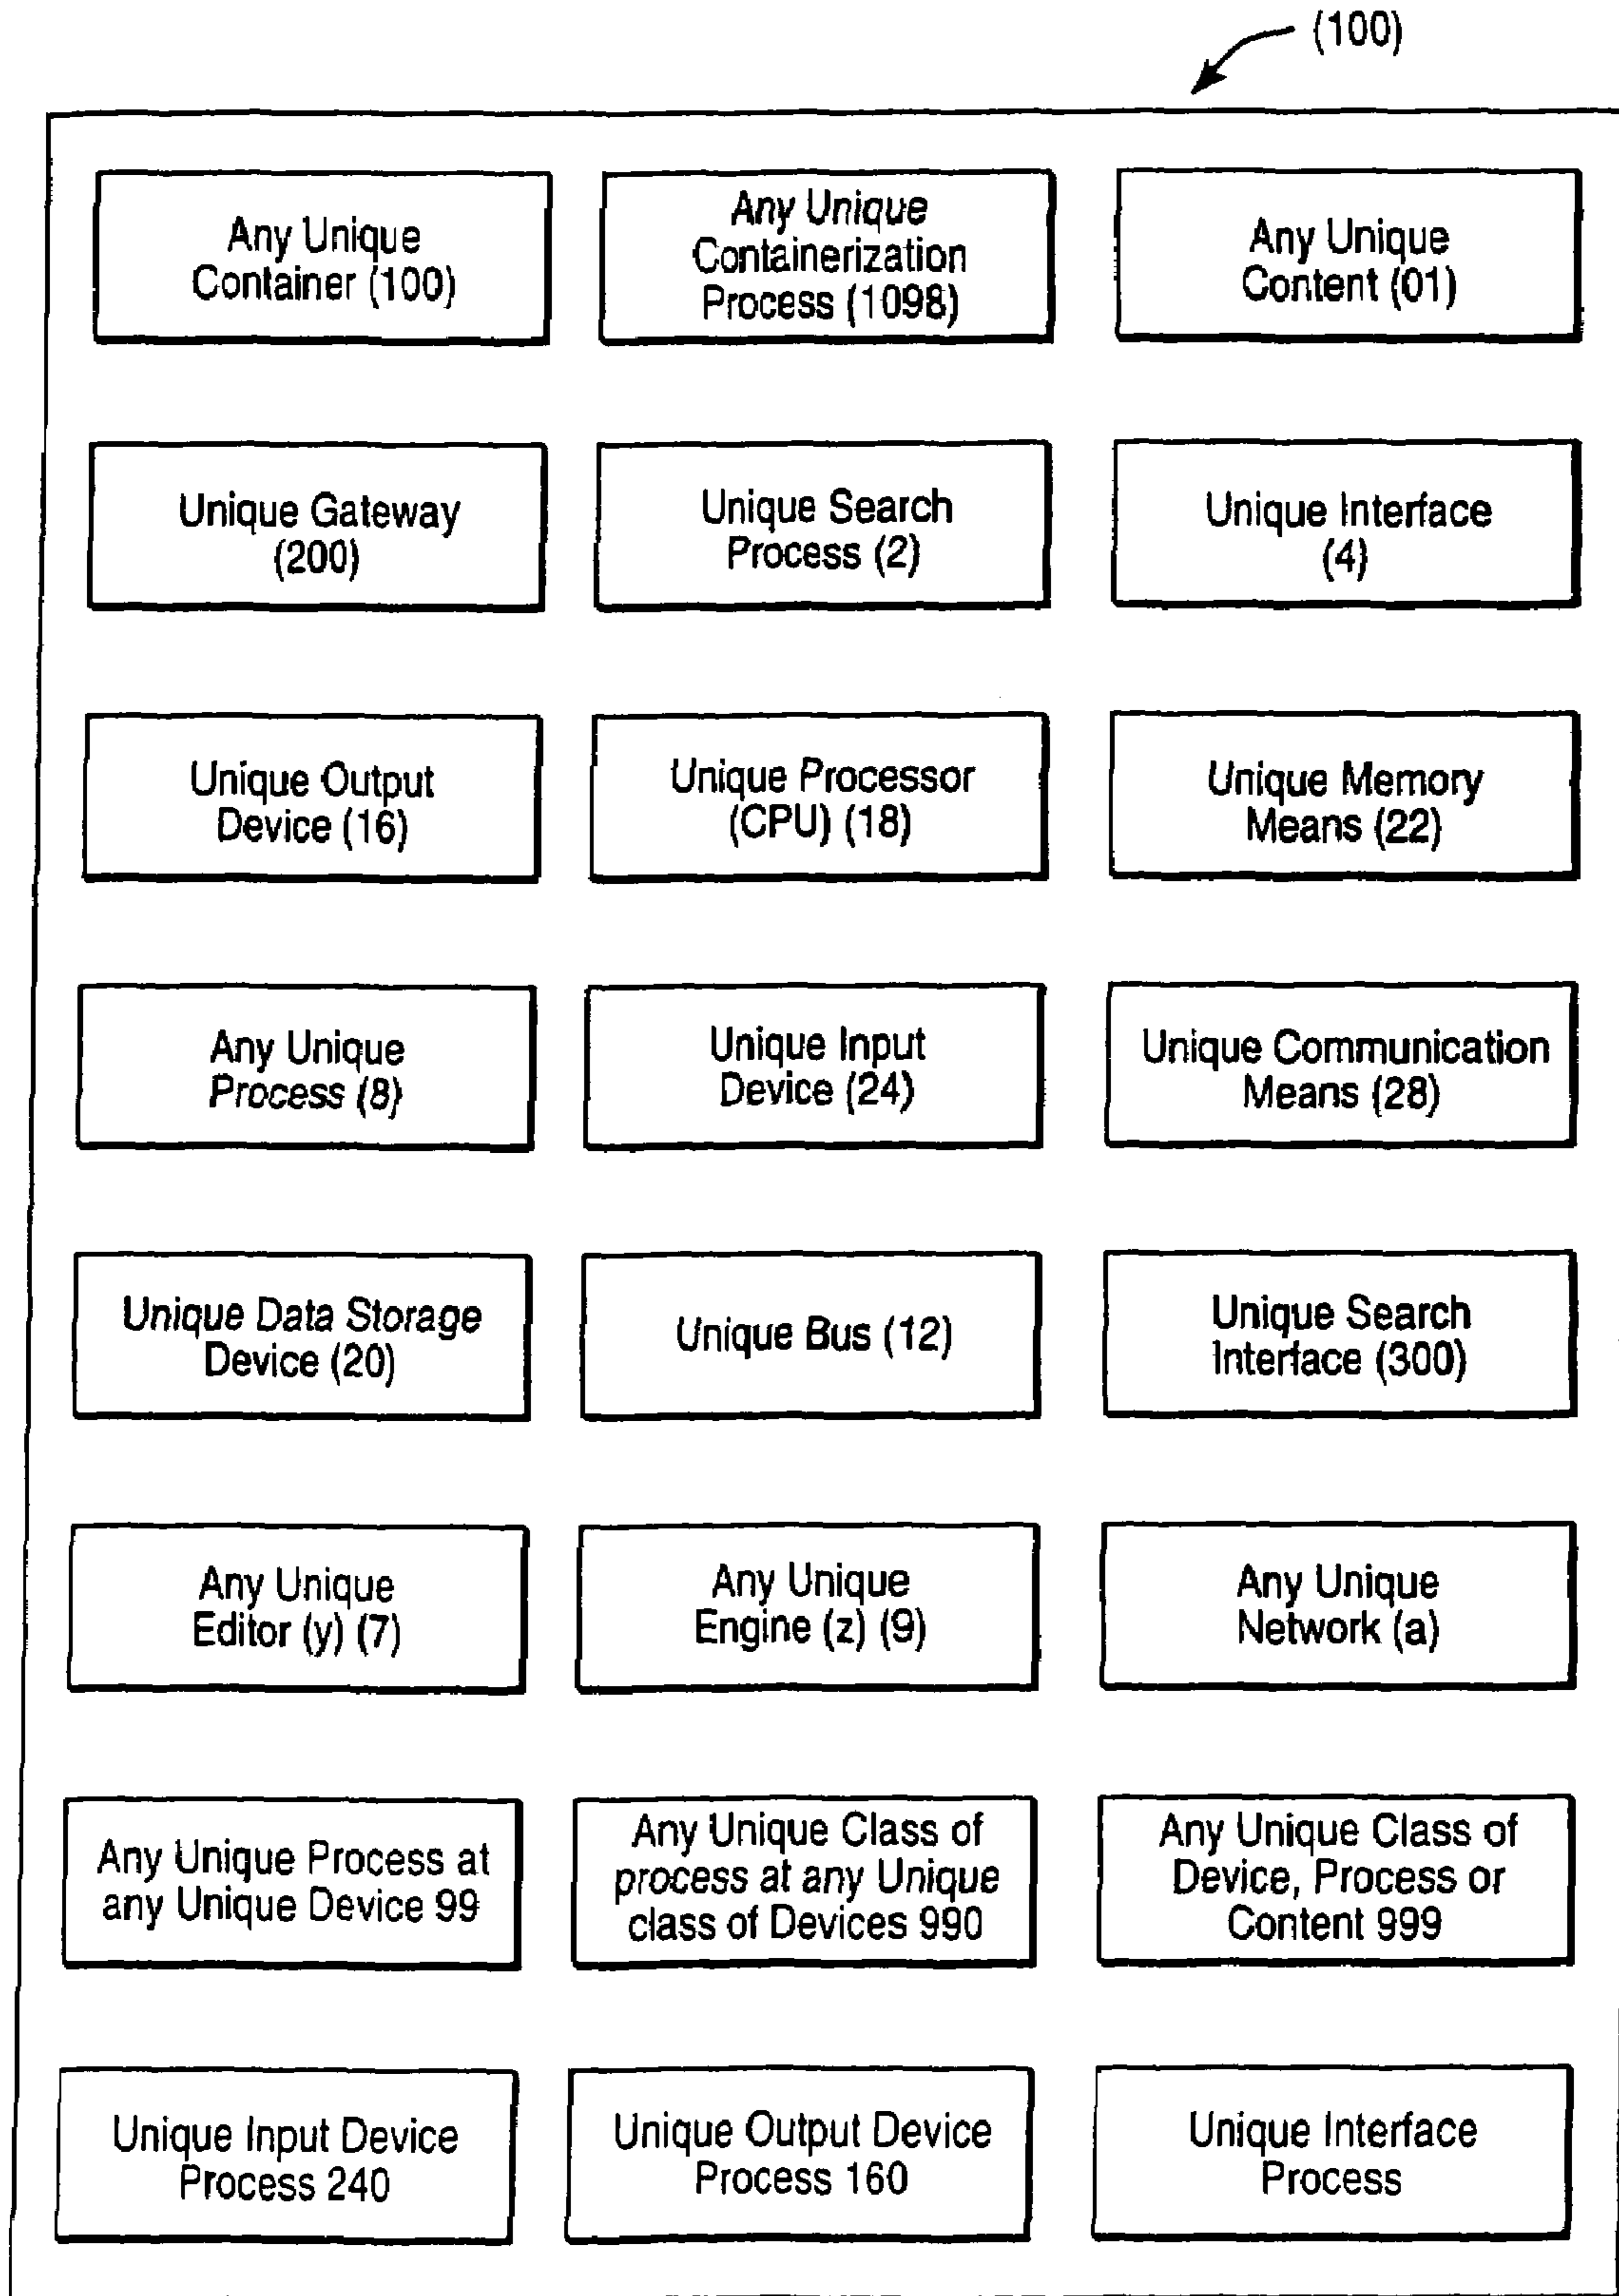 (100)
Any Unique
Container (100)
Any Unique
Containerization
Process (1098)
Any Unique
Content (01)
Unique Gateway
(200)
Unique Search
Process (2)
Unique Interface
(4)
Unique Output
Device (16)
Unique Processor
(CPU) (18)
Unique Memory
Means (22)
Any Unique
Process (8)
Unique Input
Device (24)
Unique Communication
Means (28)
Unique Data Storage
Device (20)
Unique Bus (12)
Unique Search
Interface (300)
Any Unique
Editor (y) (7)
Any Unique
Engine (z) (9)
Any Unique
Network (a)
Any Unique Process at
any Unique Device 99
Any Unique Class of
process at any Unique
class of Devices 990
Any Unique Class of
Device, Process or
Content 999
Unique Input Device
Process 240
Unique Output Device
Process 160
Unique Interface
Process